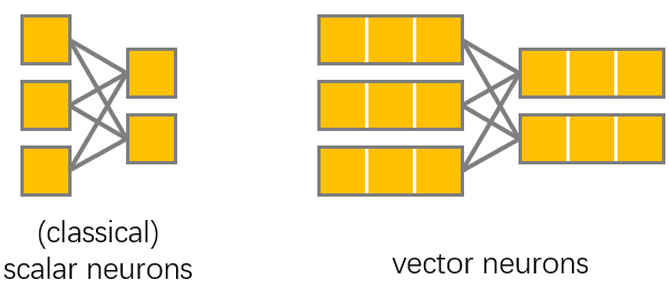 (classical)
scalar neurons
vector neurons